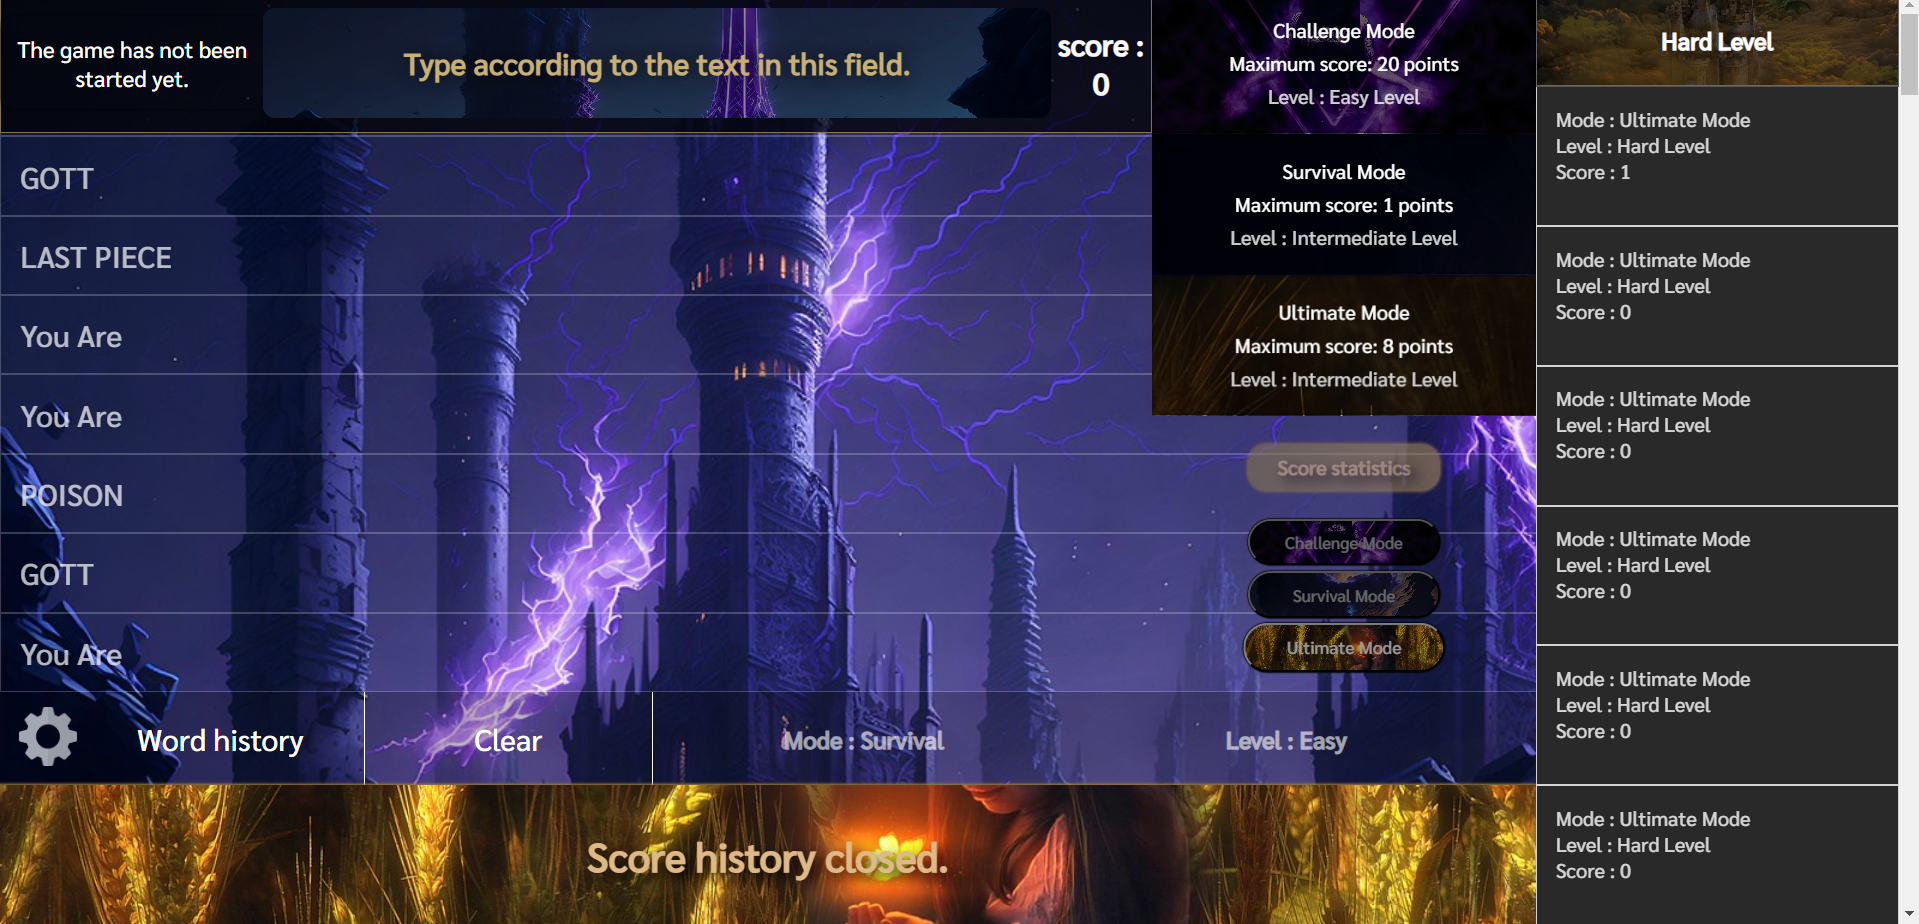 The game has not been
started yet.
Type according to the text in this field.
score :
0
GOTT
LAST PIECE
You Are
You Are
POISON
GOTT
You Are
Word history
Clear
Mode : Survival
Level : Easy
Score history closed.
Challenge Mode
Maximum score: 20 points
Level : Easy Level
Survival Mode
Maximum score: 1 points
Level : Intermediate Level
Ultimate Mode
Maximum score: 8 points
Level : Intermediate Level
Score statistics
Challenge Mode
Survival Mode
Ultimate Mode
Hard Level
Mode : Ultimate Mode
Level : Hard Level
Score : 1
Mode : Ultimate Mode
Level : Hard Level
Score : 0
Mode : Ultimate Mode
Level : Hard Level
Score : 0
Mode : Ultimate Mode
Level : Hard Level
Score : 0
Mode : Ultimate Mode
Level : Hard Level
Score : 0
Mode : Ultimate Mode
Level : Hard Level
Score : 0